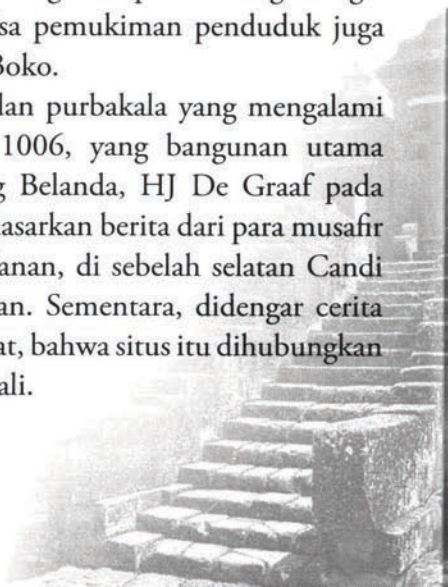 sa pemukiman penduduk juga
Boko.
lan purbakala yang mengalami
1006, yang bangunan utama
g Belanda, HJ De Graaf pada
asarkan berita dari para musafir
anan, di sebelah selatan Candi
an. Sementara, didengar cerita
at, bahwa situs itu dihubungkan
ali.